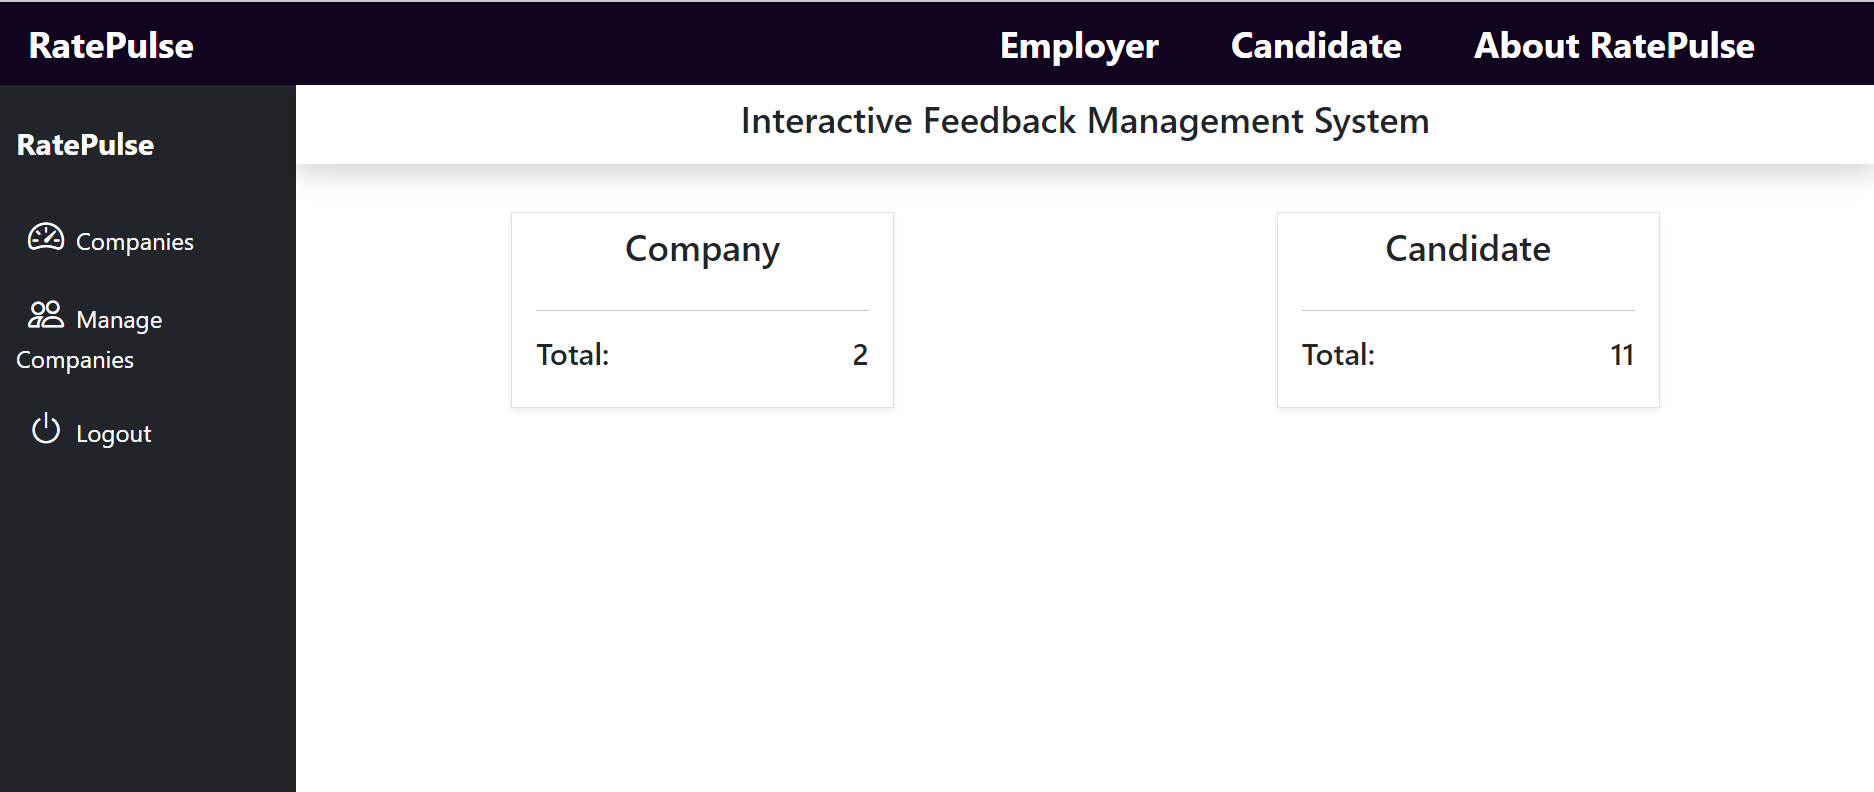 RatePulse Employer Candidate About RatePulse
RatePulse
Companies
Manage
Companies
Logout
Interactive Feedback Management System
Company
Total: 2
Candidate
Total: 11